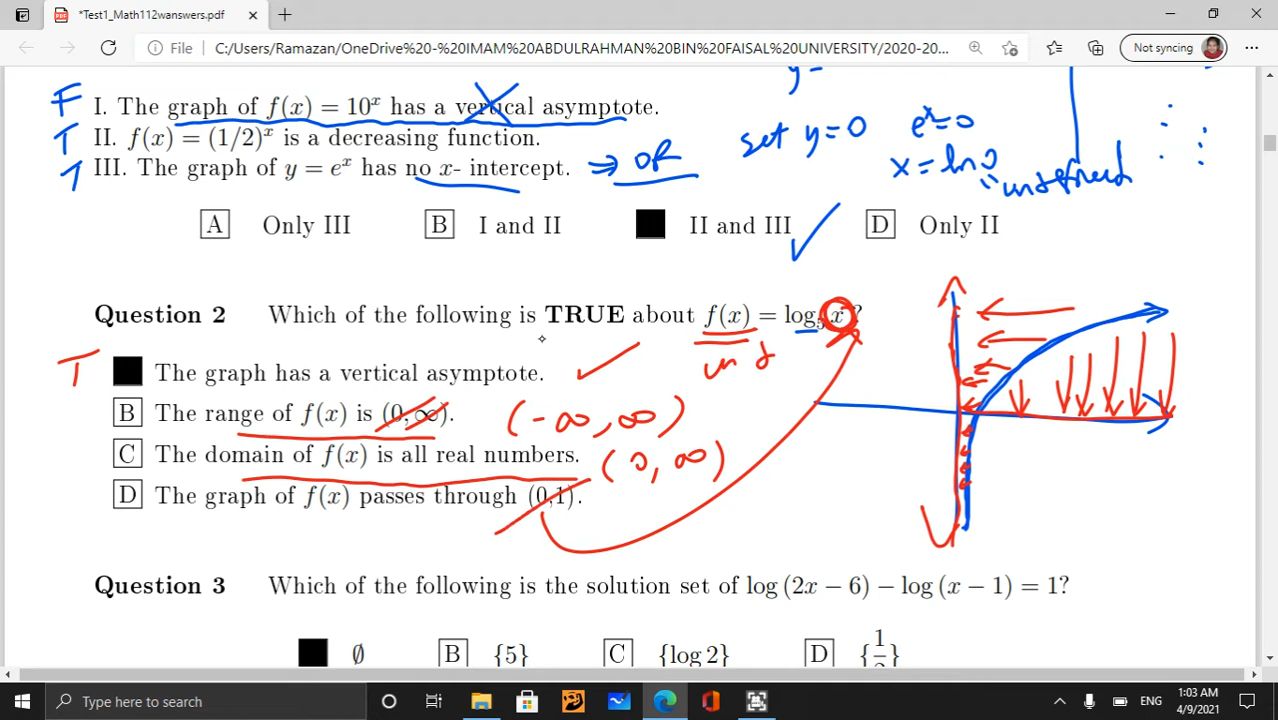 *Test1_Math112wanswers.pdf
File C:/Users/Ramazan/OneDrive%20-%20IMAM%20ABDULRAHMAN%20BIN%20FAISAL%20UNIVERSITY/2020-20... Not syncing
y =
F I. The graph of f(x) = 10^x has a vertical asymptote.
T II. f(x) = (1/2)^x is a decreasing function. set y = 0 e^x = 0
T III. The graph of y = e^x has no x- intercept. ⇒ OR x = ln 0
undefined
A Only III B I and II II and III D Only II
Question 2 Which of the following is TRUE about f(x) = log₅ x?
T The graph has a vertical asymptote. und
B The range of f(x) is (0, ∞). (-∞, ∞)
C The domain of f(x) is all real numbers. (0, ∞)
D The graph of f(x) passes through (0,1).
Question 3 Which of the following is the solution set of log (2x − 6) − log (x − 1) = 1?
∅ B {5} C {log 2} D
Type here to search ENG 1:03 AM
4/9/2021